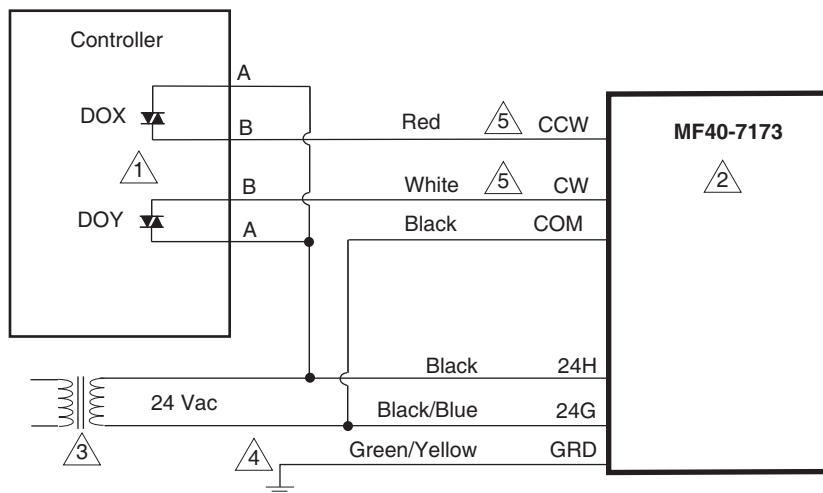 Controller
A
DOX
B
Red 5 CCW
MF40-7173
1
2
B
White 5 CW
DOY
A
Black COM
Black 24H
24 Vac
Black/Blue 24G
3
4
Green/Yellow GRD